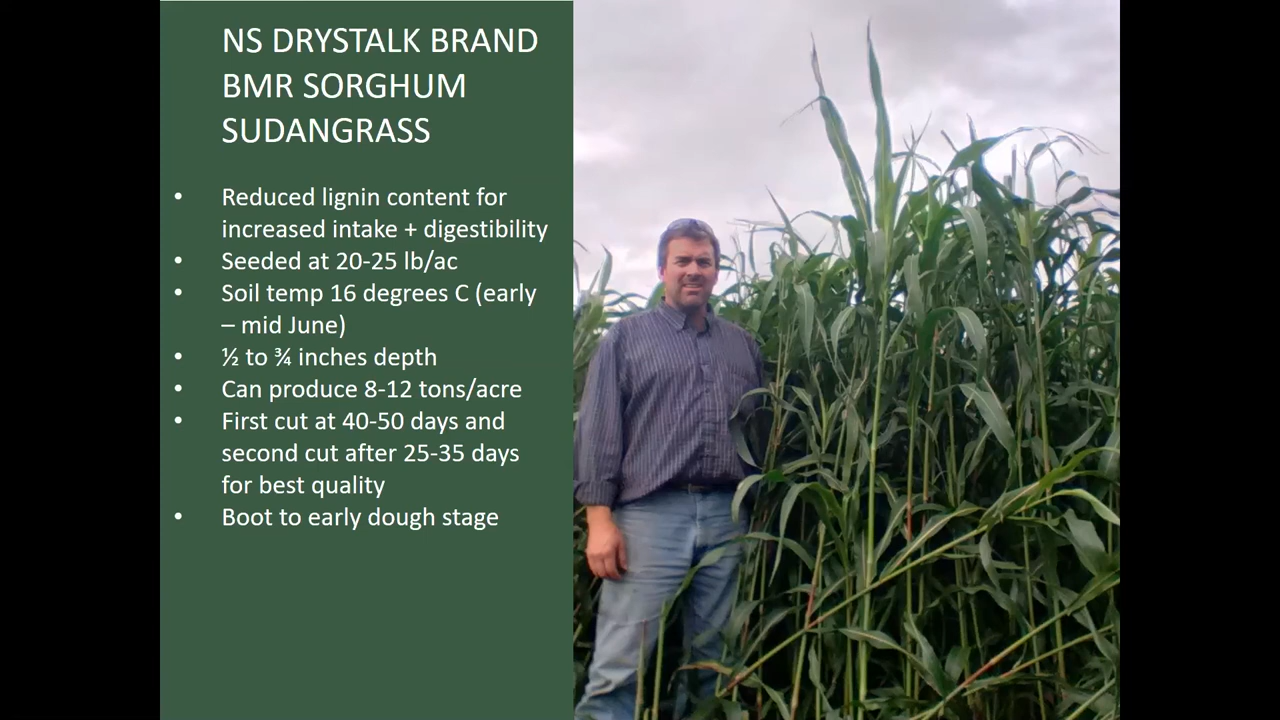 NS DRYSTALK BRAND
BMR SORGHUM
SUDANGRASS
• Reduced lignin content for
increased intake + digestibility
• Seeded at 20-25 lb/ac
• Soil temp 16 degrees C (early
– mid June)
• ½ to ¾ inches depth
• Can produce 8-12 tons/acre
• First cut at 40-50 days and
second cut after 25-35 days
for best quality
• Boot to early dough stage